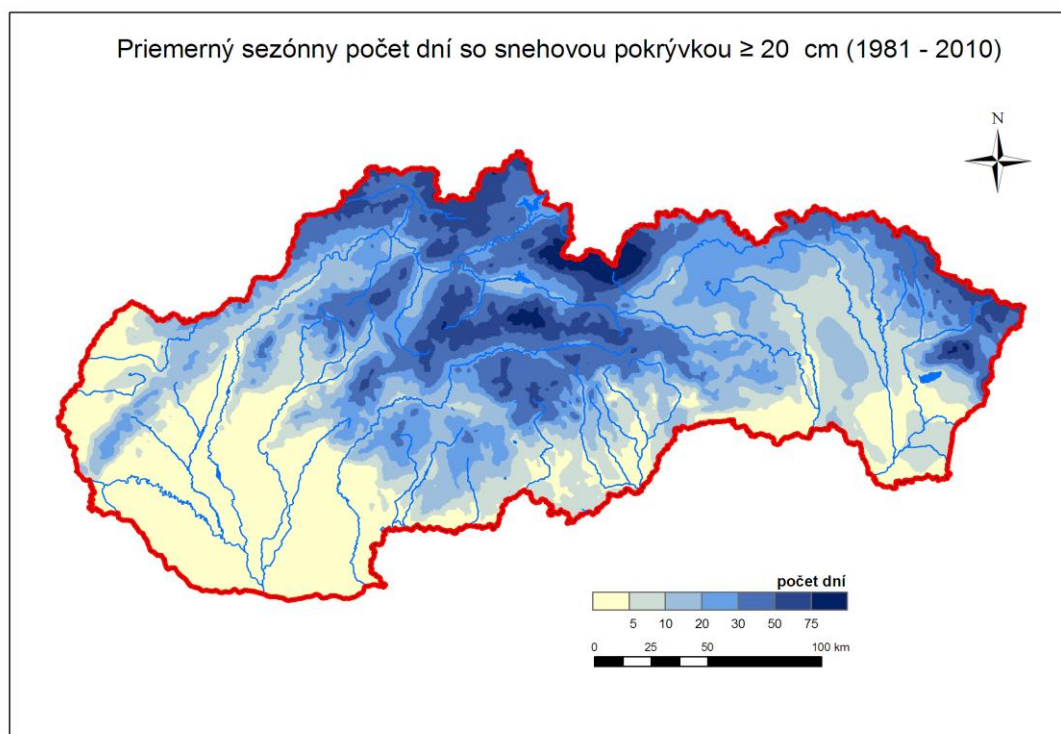 Priemerný sezónny počet dní so snehovou pokrývkou ≥ 20 cm (1981 - 2010)
N
počet dní
5 10 20 30 50 75
0 25 50 100 km